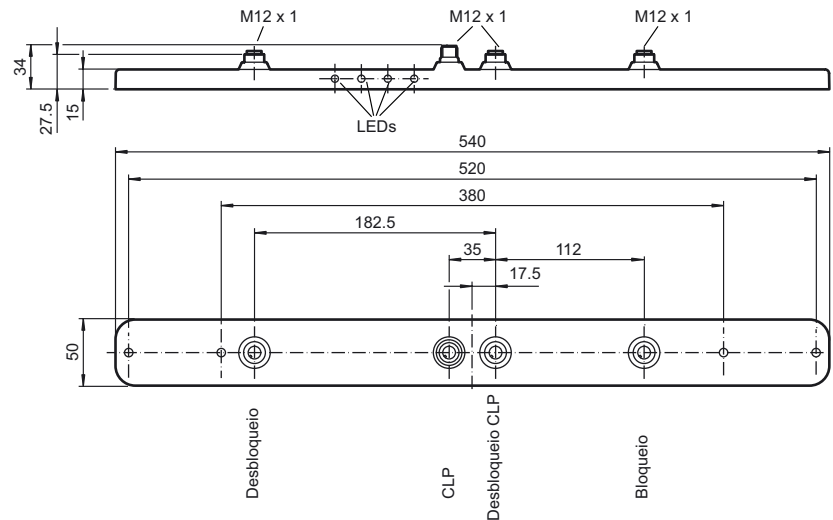 M12 x 1
M12 x 1
M12 x 1
34
27.5
15
LEDs
540
520
380
182.5
35
112
17.5
50
Desbloqueio
CLP
Desbloqueio CLP
Bloqueio